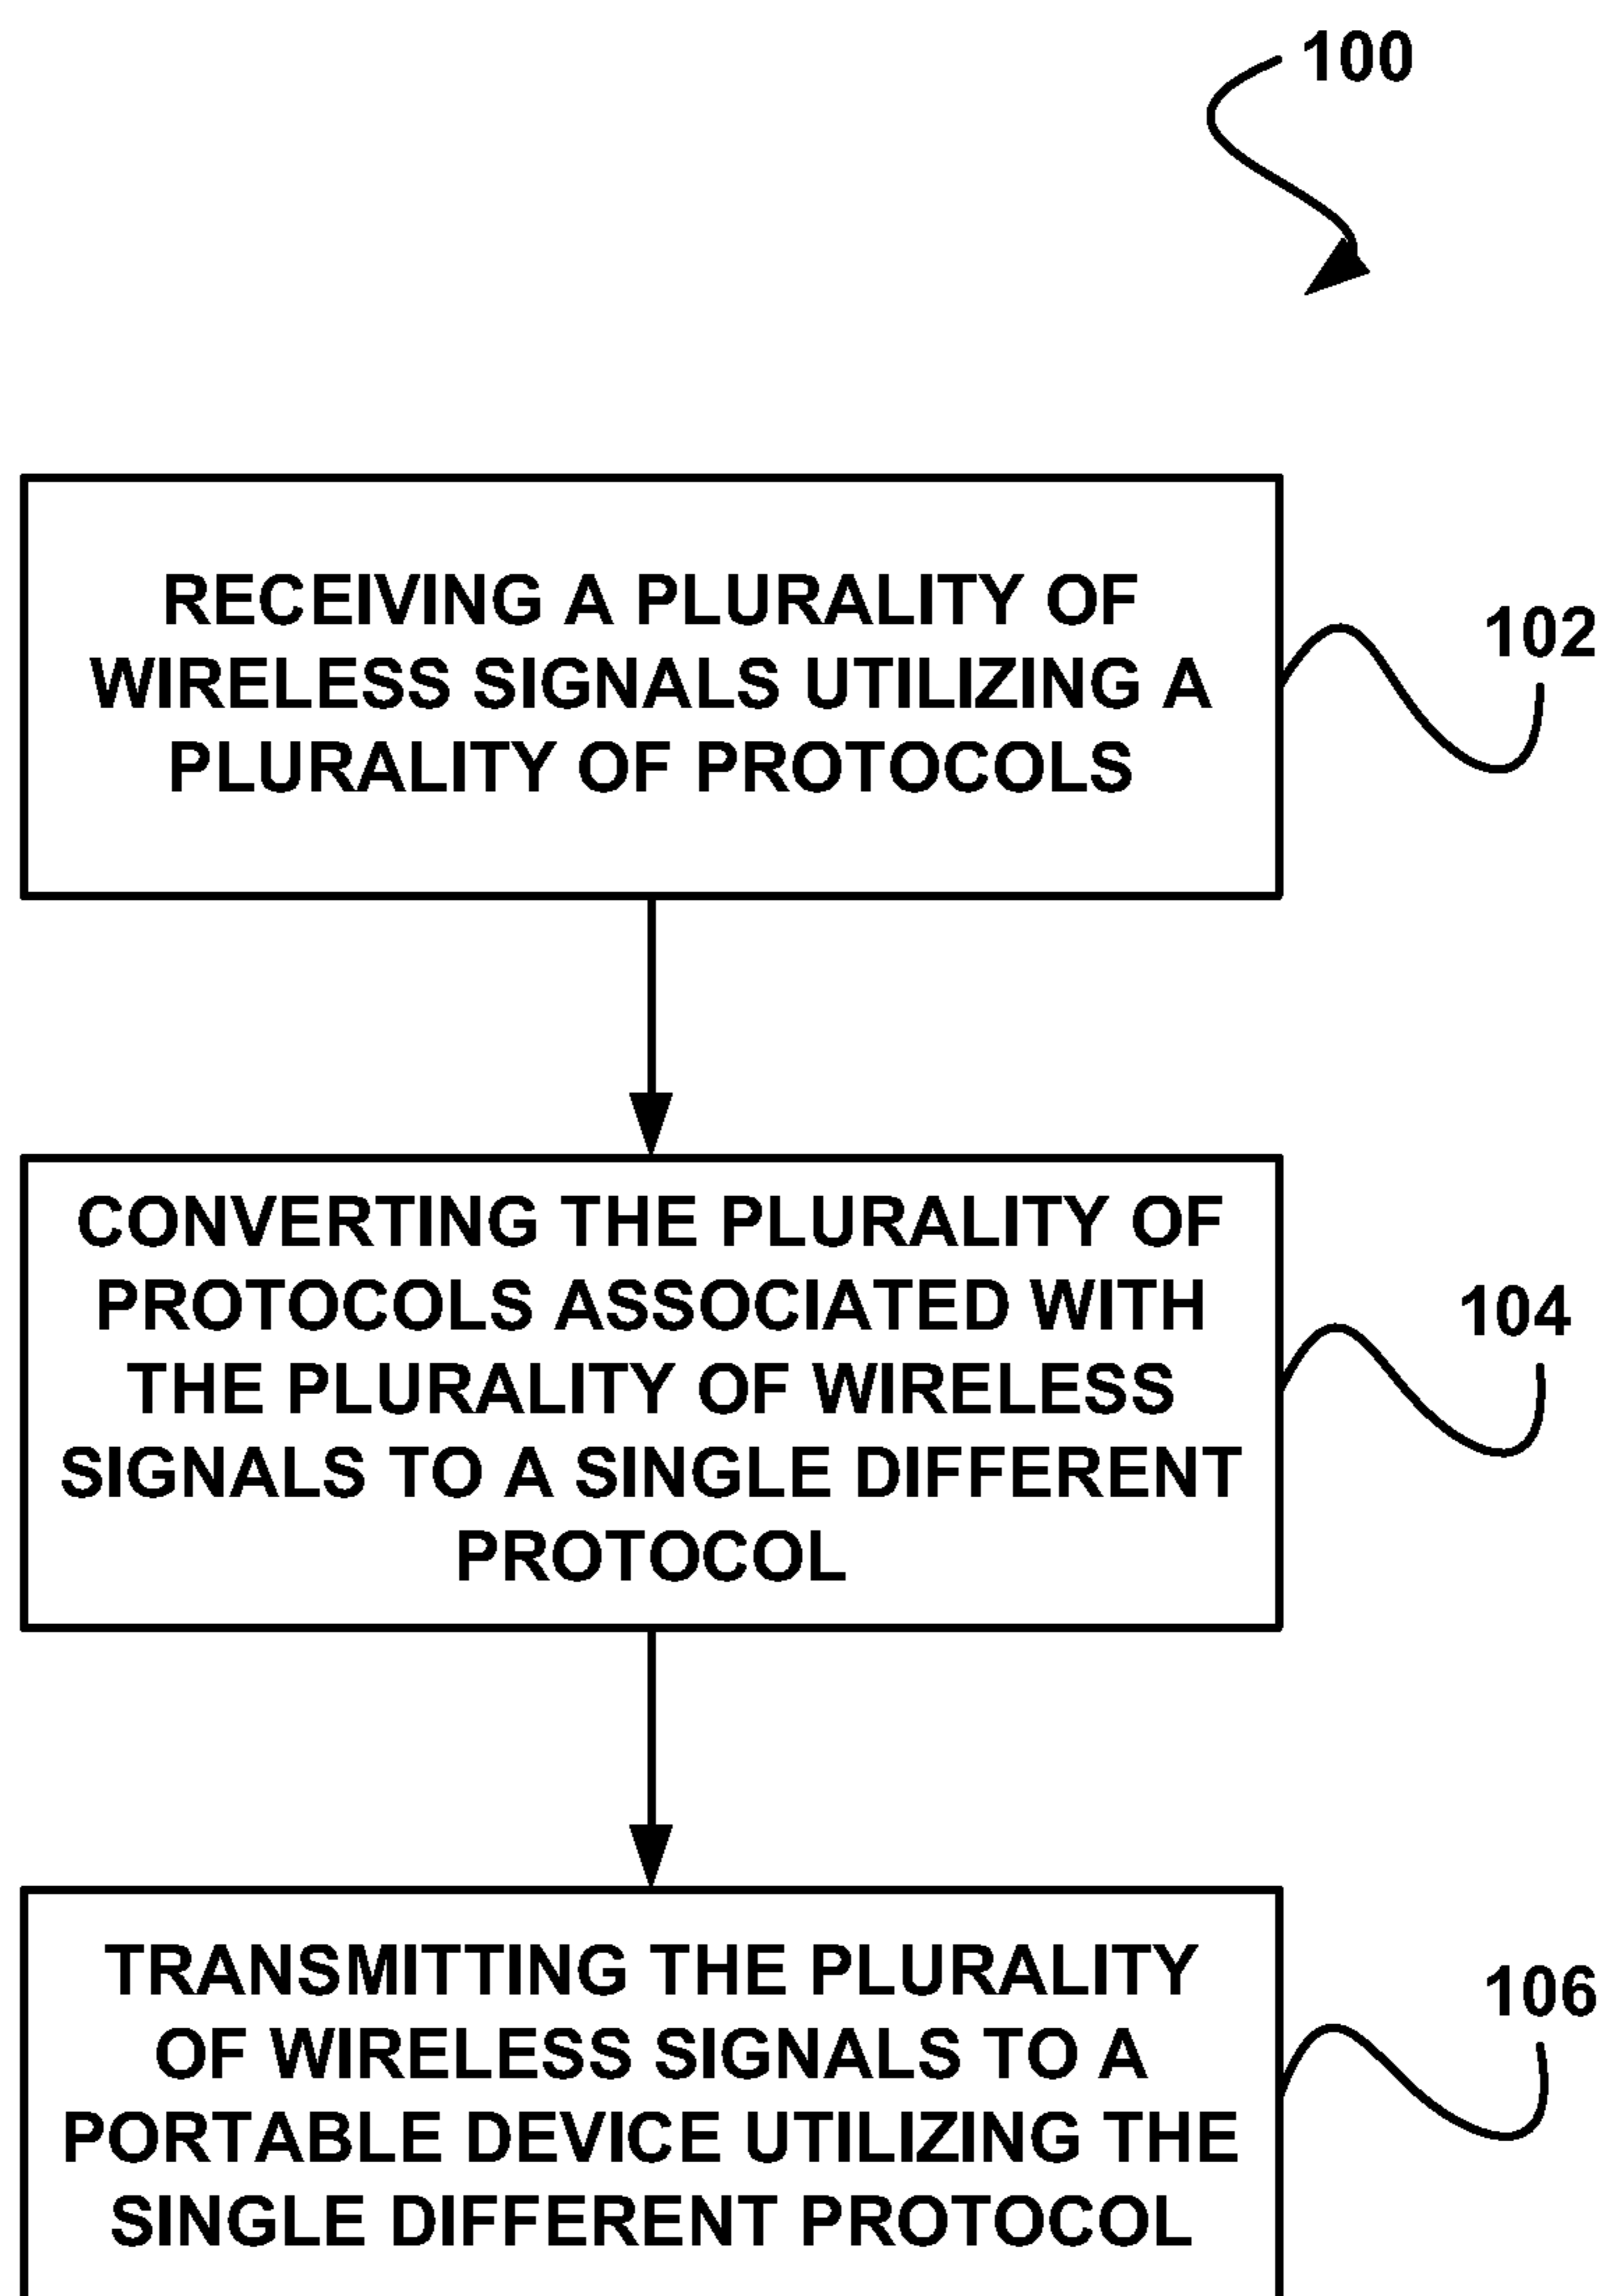 100
RECEIVING A PLURALITY OF
WIRELESS SIGNALS UTILIZING A
PLURALITY OF PROTOCOLS
102
CONVERTING THE PLURALITY OF
PROTOCOLS ASSOCIATED WITH
THE PLURALITY OF WIRELESS
SIGNALS TO A SINGLE DIFFERENT
PROTOCOL
104
TRANSMITTING THE PLURALITY
OF WIRELESS SIGNALS TO A
PORTABLE DEVICE UTILIZING THE
SINGLE DIFFERENT PROTOCOL
106